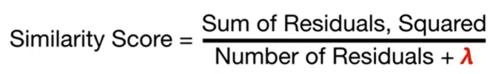 Similarity Score = Sum of Residuals, Squared
Number of Residuals + λ